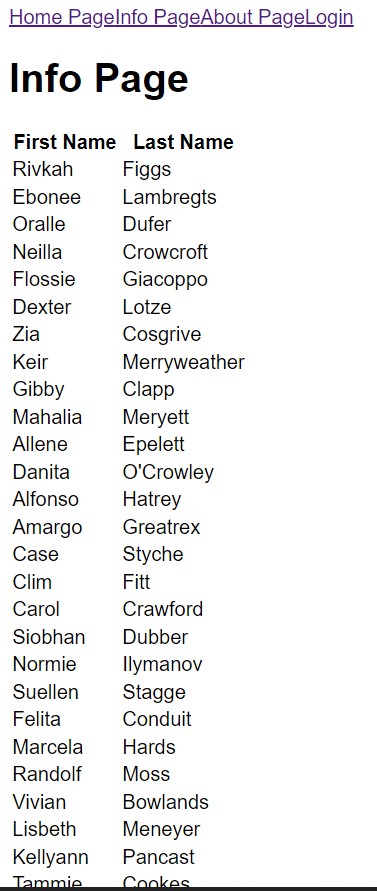 Home PageInfo PageAbout PageLogin
Info Page
First Name Last Name
Rivkah Figgs
Ebonee Lambregts
Oralle Dufer
Neilla Crowcroft
Flossie Giacoppo
Dexter Lotze
Zia Cosgrive
Keir Merryweather
Gibby Clapp
Mahalia Meryett
Allene Epelett
Danita O'Crowley
Alfonso Hatrey
Amargo Greatrex
Case Styche
Clim Fitt
Carol Crawford
Siobhan Dubber
Normie Ilymanov
Suellen Stagge
Felita Conduit
Marcela Hards
Randolf Moss
Vivian Bowlands
Lisbeth Meneyer
Kellyann Pancast
Tammie Cookes